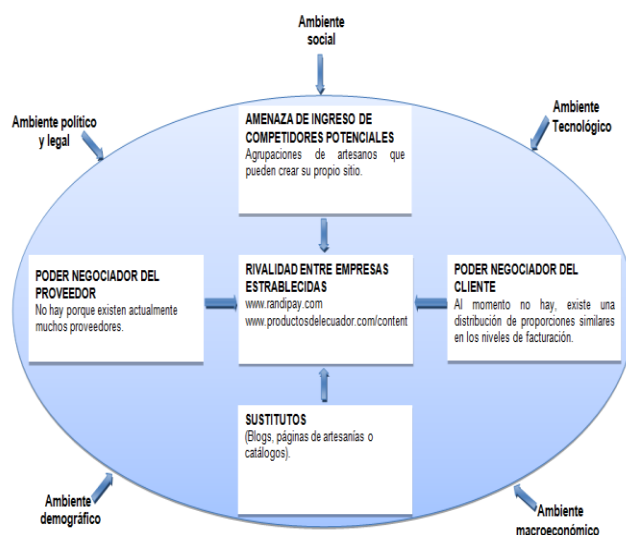 Ambiente
social
Ambiente político
y legal
Ambiente
Tecnológico
AMENAZA DE INGRESO DE
COMPETIDORES POTENCIALES
Agrupaciones de artesanos que
pueden crear su propio sitio.
PODER NEGOCIADOR DEL
PROVEEDOR
No hay porque existen actualmente
muchos proveedores.
RIVALIDAD ENTRE EMPRESAS
ESTRABLECIDAS
www.randipay.com
www.productosdelecuador.com/content
PODER NEGOCIADOR DEL
CLIENTE
Al momento no hay, existe una
distribución de proporciones similares
en los niveles de facturación.
SUSTITUTOS
(Blogs, páginas de artesanías o
catálogos).
Ambiente
demográfico
Ambiente
macroeconómico